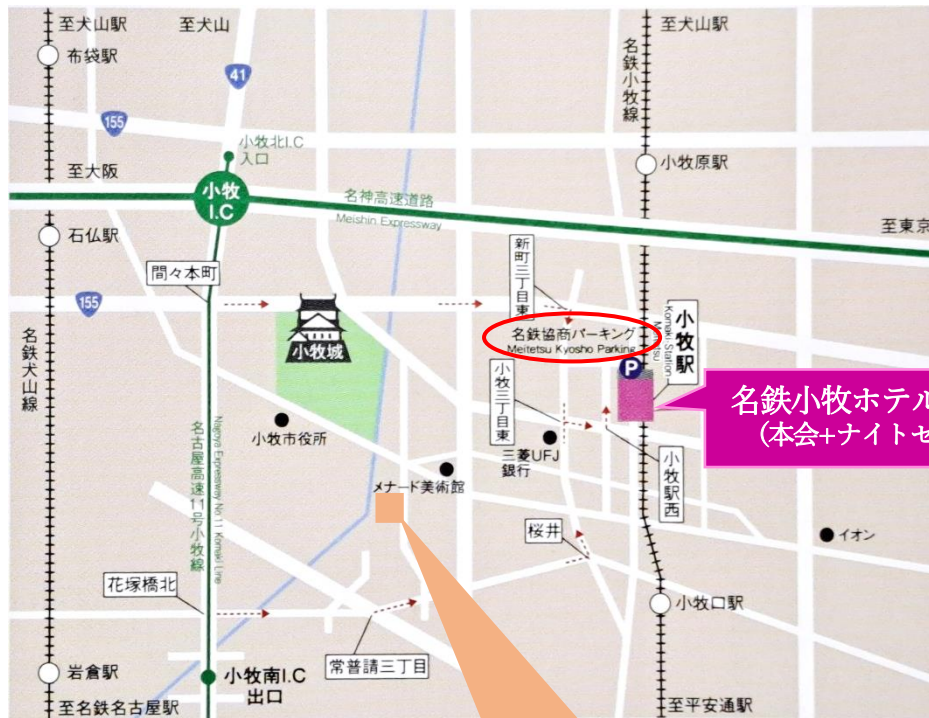 至犬山駅
至犬山
至犬山駅
布袋駅
41
名鉄小牧線
155
小牧北I.C
入口
至大阪
小牧原駅
小牧
I.C
名神高速道路
Meishin Expressway
至東京
石仏駅
間々本町
新町三丁目東
155
小牧城
名鉄協商パーキング
Meitetsu Kyosho Parking
P
小牧駅
Meitetsu
Komaki-Station
名鉄犬山線
小牧三丁目東
名鉄小牧ホテル
(本会+ナイトセ
小牧市役所
三菱UFJ
銀行
小牧駅西
メナード美術館
名古屋高速11号小牧線
Nagoya Expressway No.11 Komaki Line
桜井
イオン
花塚橋北
小牧口駅
常普請三丁目
岩倉駅
小牧南I.C
出口
至名鉄名古屋駅
至平安通駅